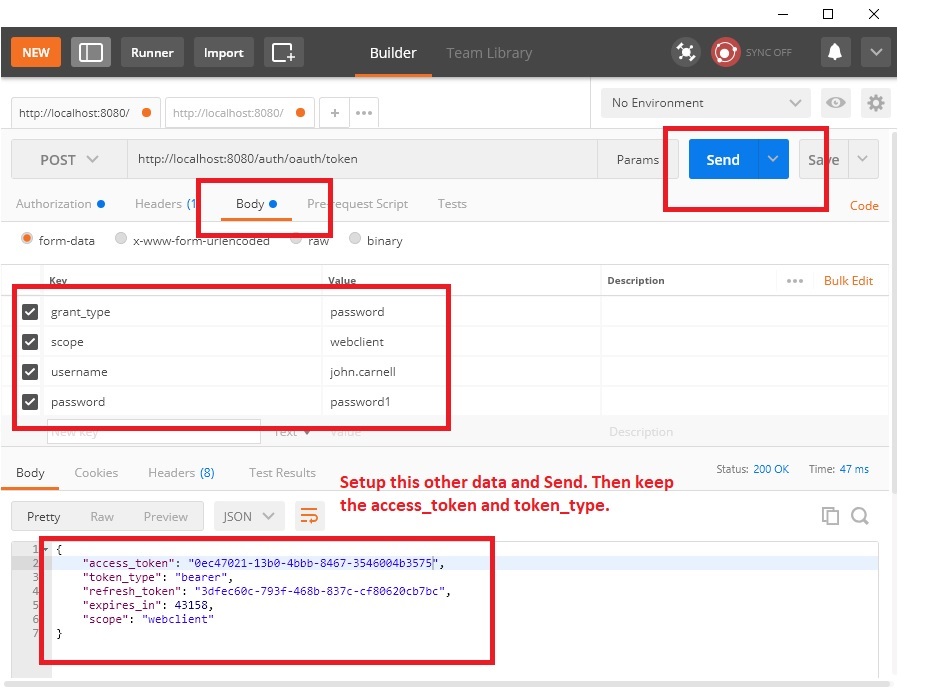 NEW Runner Import Builder Team Library SYNC OFF
http://localhost:8080/ http://localhost:8080/ + ••• No Environment
POST http://localhost:8080/auth/oauth/token Params Send Save
Authorization Headers (1 Body Pre-request Script Tests Code
form-data x-www-form-urlencoded raw binary
Key Value Description ••• Bulk Edit
grant_type password
scope webclient
username john.carnell
password password1
New key Text Value Description
Body Cookies Headers (8) Test Results Status: 200 OK Time: 47 ms
Setup this other data and Send. Then keep
the access_token and token_type.
Pretty Raw Preview JSON
1 {
2 "access_token": "0ec47021-13b0-4bbb-8467-3546004b3575",
3 "token_type": "bearer",
4 "refresh_token": "3dfec60c-793f-468b-837c-cf80620cb7bc",
5 "expires_in": 43158,
6 "scope": "webclient"
7 }